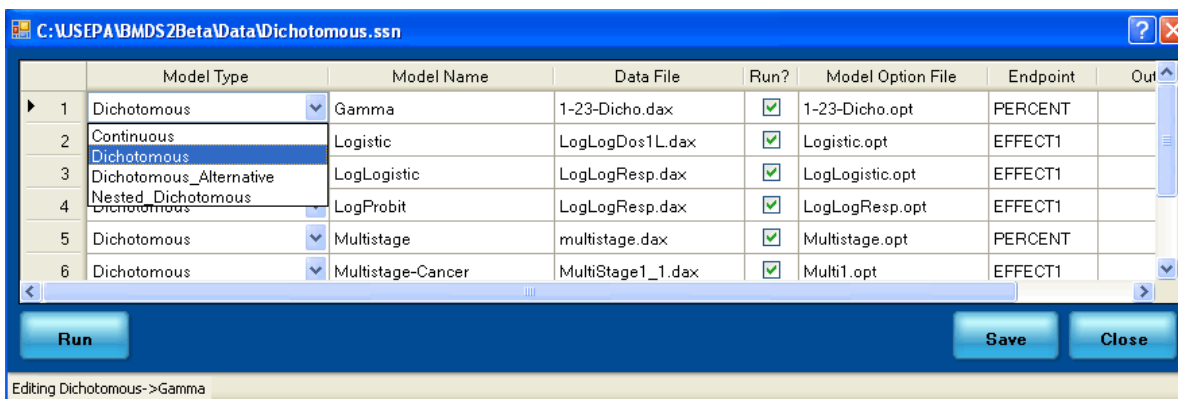 C:\USEPA\BMDS2Beta\Data\Dichotomous.ssn
Model Type Model Name Data File Run? Model Option File Endpoint Out
1 Dichotomous Gamma 1-23-Dicho.dax 1-23-Dicho.opt PERCENT
Continuous
2 Logistic LogLogDos1L.dax Logistic.opt EFFECT1
Dichotomous
Dichotomous_Alternative
3 LogLogistic LogLogResp.dax LogLogistic.opt EFFECT1
Nested_Dichotomous
4 Dichotomous LogProbit LogLogResp.dax LogLogResp.opt EFFECT1
5 Dichotomous Multistage multistage.dax Multistage.opt PERCENT
6 Dichotomous Multistage-Cancer MultiStage1_1.dax Multi1.opt EFFECT1
Run Save Close
Editing Dichotomous->Gamma